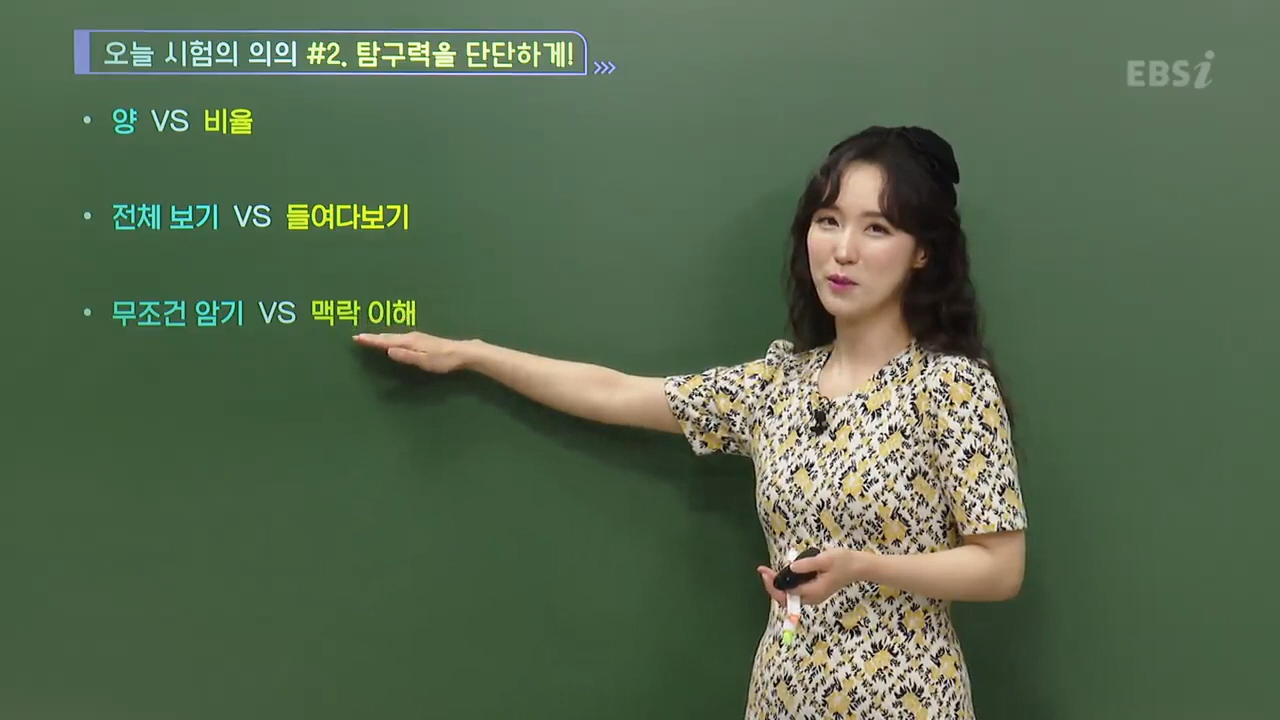 오늘 시험의 의의 #2. 탐구력을 단단하게!
EBSi
• 양 VS 비율
• 전체 보기 VS 들여다보기
• 무조건 암기 VS 맥락 이해